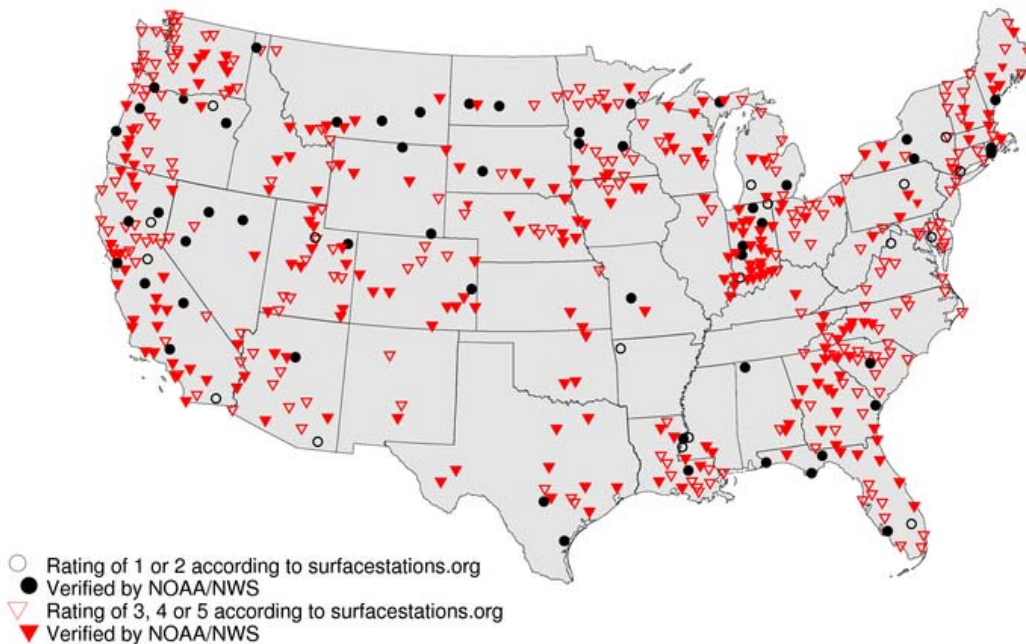 Rating of 1 or 2 according to surfacestations.org
Verified by NOAA/NWS
Rating of 3, 4 or 5 according to surfacestations.org
Verified by NOAA/NWS